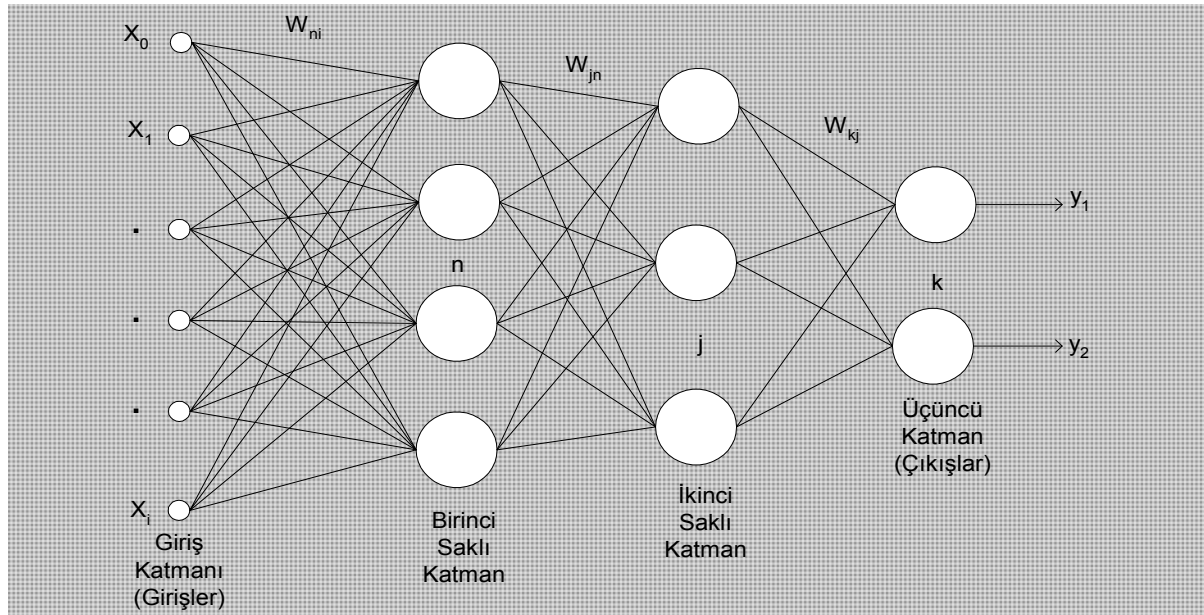 X0
Wni
Wjn
X1
Wkj
y1
n
k
j
y2
Xi
Giriş
Katmanı
(Girişler)
Birinci
Saklı
Katman
İkinci
Saklı
Katman
Üçüncü
Katman
(Çıkışlar)